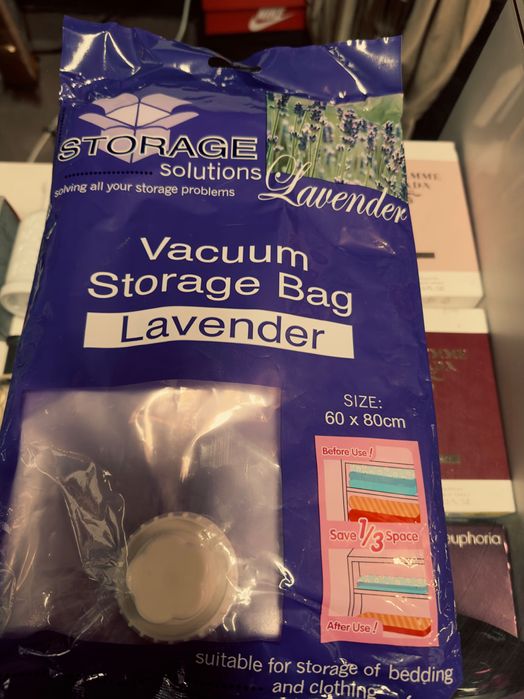 STORAGE
solutions
solving all your storage problems
Lavender
Vacuum
Storage Bag
Lavender
SIZE:
60 x 80cm
Before Use!
Save 1/3 Space
After Use!
suitable for storage of bedding
and clothing
euphoria